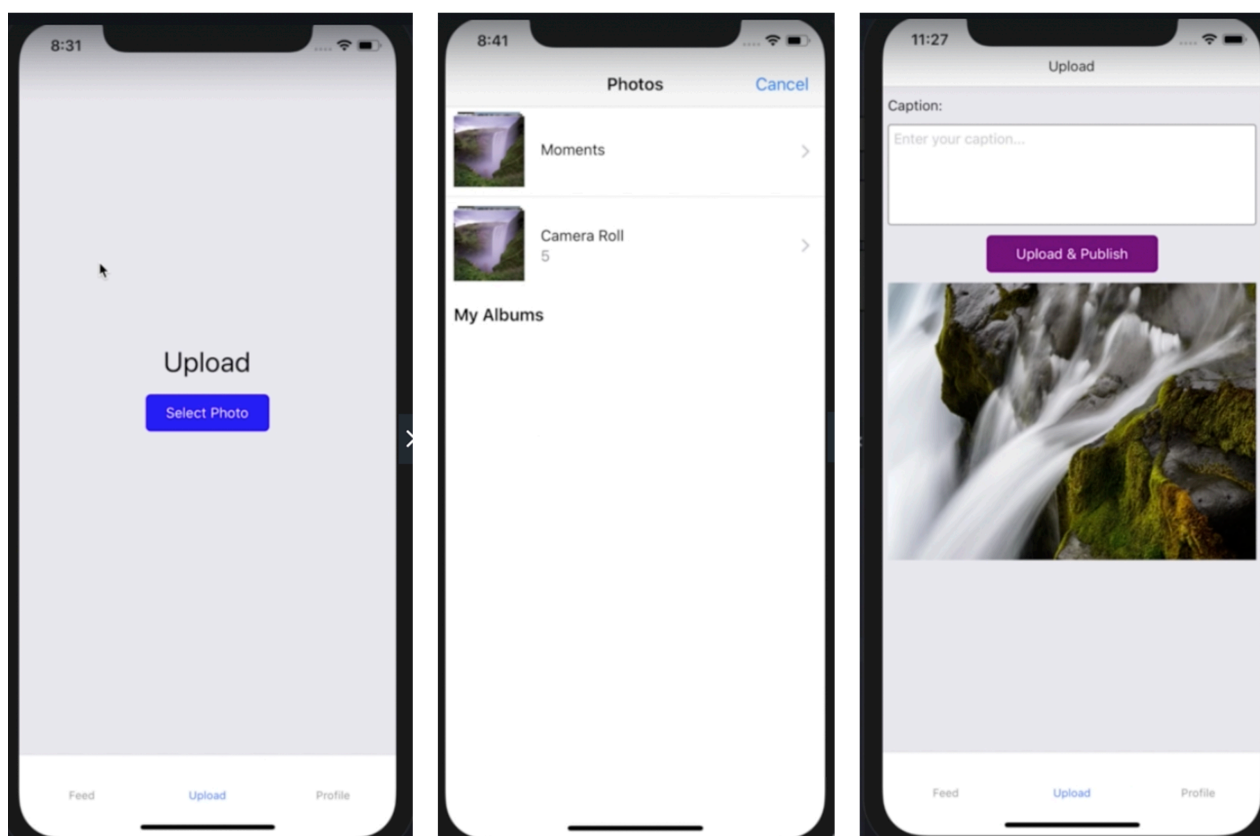 8:31
Upload
Select Photo
Feed Upload Profile
8:41
Photos Cancel
Moments
Camera Roll
5
My Albums
11:27
Upload
Caption:
Enter your caption...
Upload & Publish
Feed Upload Profile